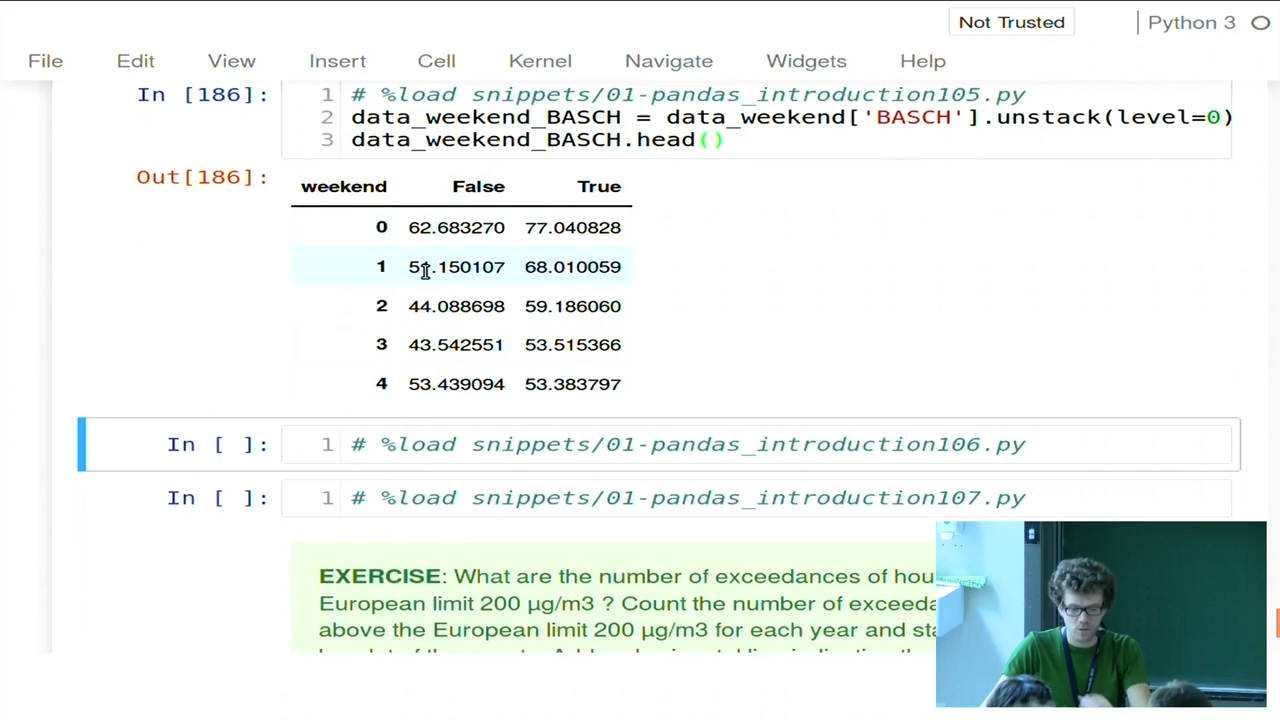 Not Trusted
Python 3
File Edit View Insert Cell Kernel Navigate Widgets Help
In [186]:
1 # %load snippets/01-pandas_introduction105.py
2 data_weekend_BASCH = data_weekend['BASCH'].unstack(level=0)
3 data_weekend_BASCH.head()
Out[186]:
weekend False True
0 62.683270 77.040828
1 .150107 68.010059
2 44.088698 59.186060
3 43.542551 53.515366
4 53.439094 53.383797
In [ ]: 1 # %load snippets/01-pandas_introduction106.py
In [ ]: 1 # %load snippets/01-pandas_introduction107.py
EXERCISE: What are the number of exceedances of hou
European limit 200 µg/m3 ? Count the number of exceeda
above the European limit 200 µg/m3 for each year and sta